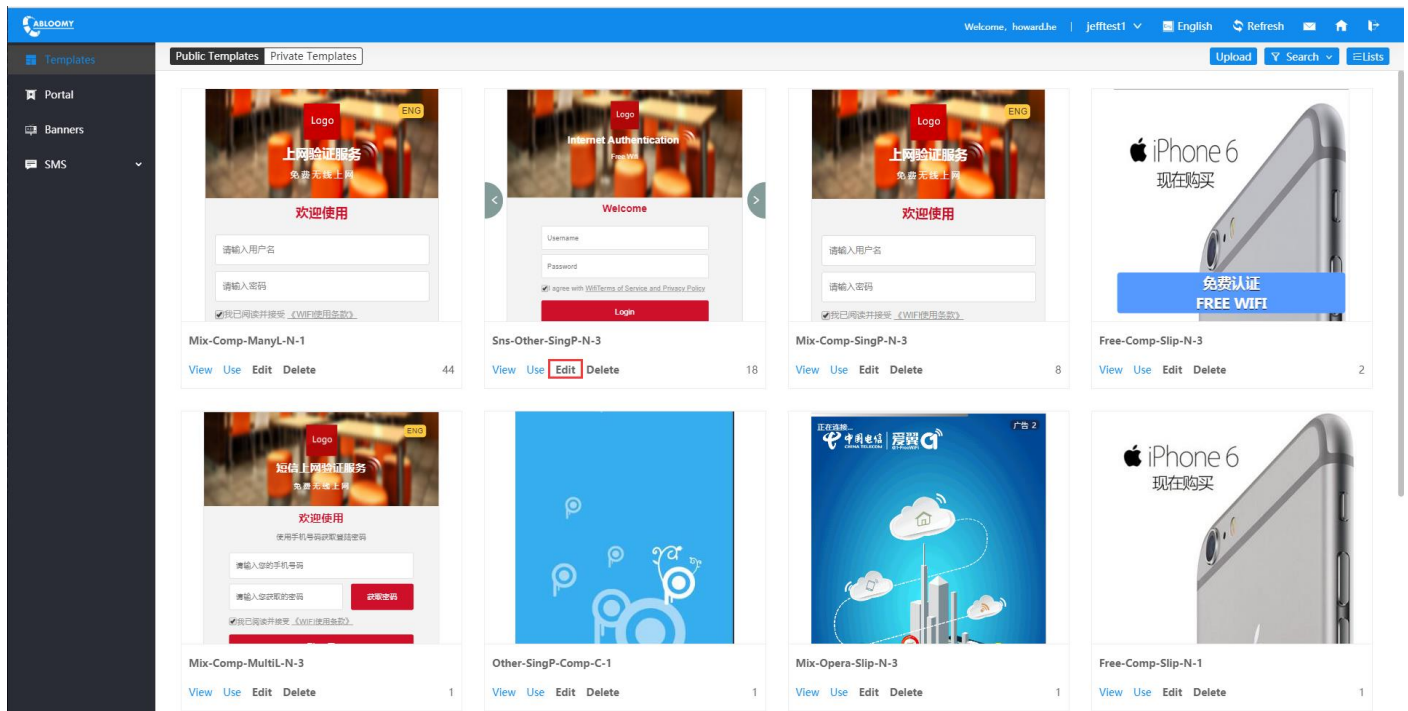 ABLOOMY
Welcome, howard.he | jefftest1 English Refresh
Templates
Public Templates Private Templates
Upload Search Lists
Portal
Banners
SMS
ENG
Logo
上网验证服务
免费无线上网
欢迎使用
请输入用户名
请输入密码
我已阅读并接受 《WIFI使用条款》
Mix-Comp-ManyL-N-1
View Use Edit Delete 44
Logo
Internet Authentication
Free Wifi
Welcome
Username
Password
I agree with WifiTerms of Service and Privacy Policy
Login
Sns-Other-SingP-N-3
View Use Edit Delete 18
ENG
Logo
上网验证服务
免费无线上网
欢迎使用
请输入用户名
请输入密码
我已阅读并接受 《WIFI使用条款》
Mix-Comp-SingP-N-3
View Use Edit Delete 8
iPhone 6
现在购买
免费认证
FREE WIFI
Free-Comp-Slip-N-3
View Use Edit Delete 2
ENG
Logo
短信上网验证服务
免费无线上网
欢迎使用
使用手机号码获取登陆密码
请输入您的手机号码
请输入您获取的密码 获取密码
我已阅读并接受 《WIFI使用条款》
Mix-Comp-MultiL-N-3
View Use Edit Delete 1
Other-SingP-Comp-C-1
View Use Edit Delete 1
正在连接... 广告 2
中国电信 爱翼
CHINA TELECOM
Mix-Opera-Slip-N-3
View Use Edit Delete 1
iPhone 6
现在购买
Free-Comp-Slip-N-1
View Use Edit Delete 1